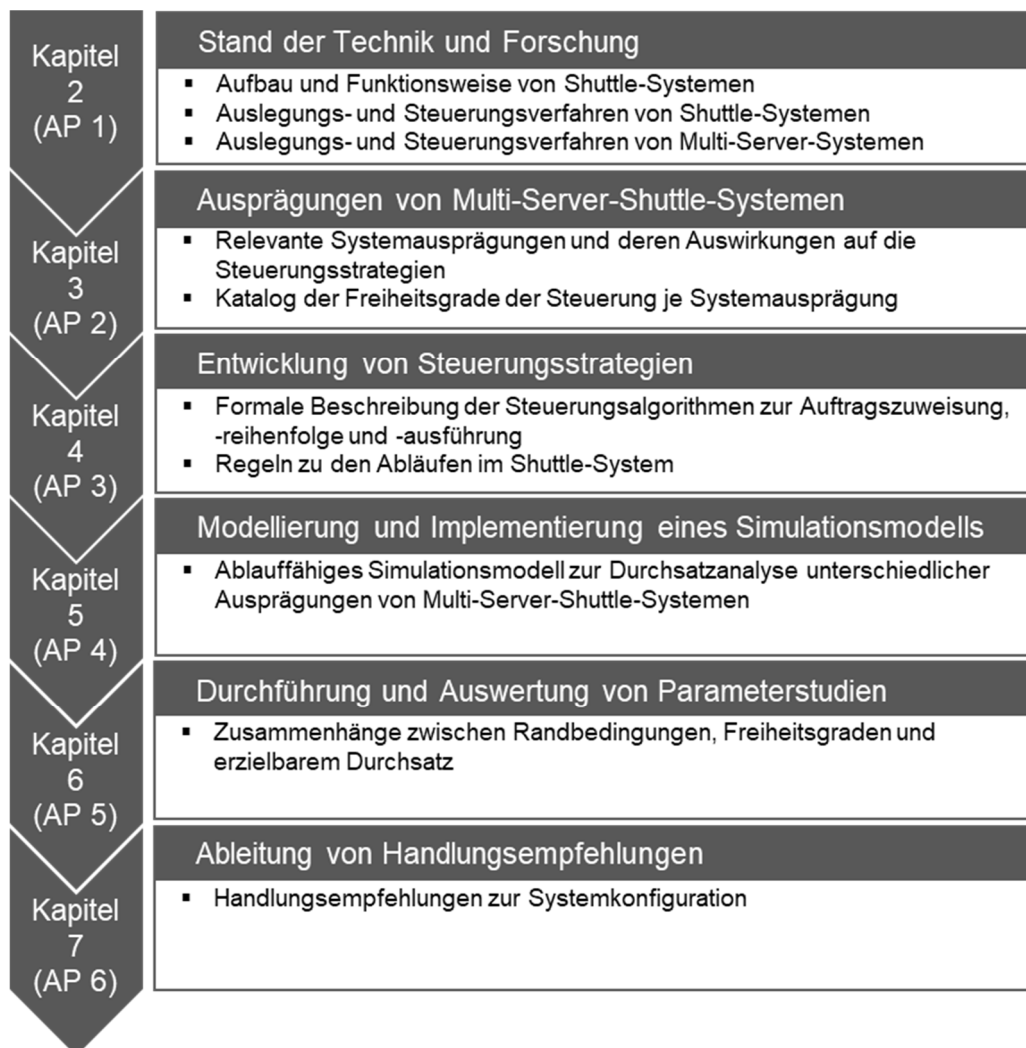 Kapitel
2
(AP 1)
Stand der Technik und Forschung
▪ Aufbau und Funktionsweise von Shuttle-Systemen
▪ Auslegungs- und Steuerungsverfahren von Shuttle-Systemen
▪ Auslegungs- und Steuerungsverfahren von Multi-Server-Systemen
Kapitel
3
(AP 2)
Ausprägungen von Multi-Server-Shuttle-Systemen
▪ Relevante Systemausprägungen und deren Auswirkungen auf die
Steuerungsstrategien
▪ Katalog der Freiheitsgrade der Steuerung je Systemausprägung
Kapitel
4
(AP 3)
Entwicklung von Steuerungsstrategien
▪ Formale Beschreibung der Steuerungsalgorithmen zur Auftragszuweisung,
-reihenfolge und -ausführung
▪ Regeln zu den Abläufen im Shuttle-System
Kapitel
5
(AP 4)
Modellierung und Implementierung eines Simulationsmodells
▪ Ablauffähiges Simulationsmodell zur Durchsatzanalyse unterschiedlicher
Ausprägungen von Multi-Server-Shuttle-Systemen
Kapitel
6
(AP 5)
Durchführung und Auswertung von Parameterstudien
▪ Zusammenhänge zwischen Randbedingungen, Freiheitsgraden und
erzielbarem Durchsatz
Kapitel
7
(AP 6)
Ableitung von Handlungsempfehlungen
▪ Handlungsempfehlungen zur Systemkonfiguration